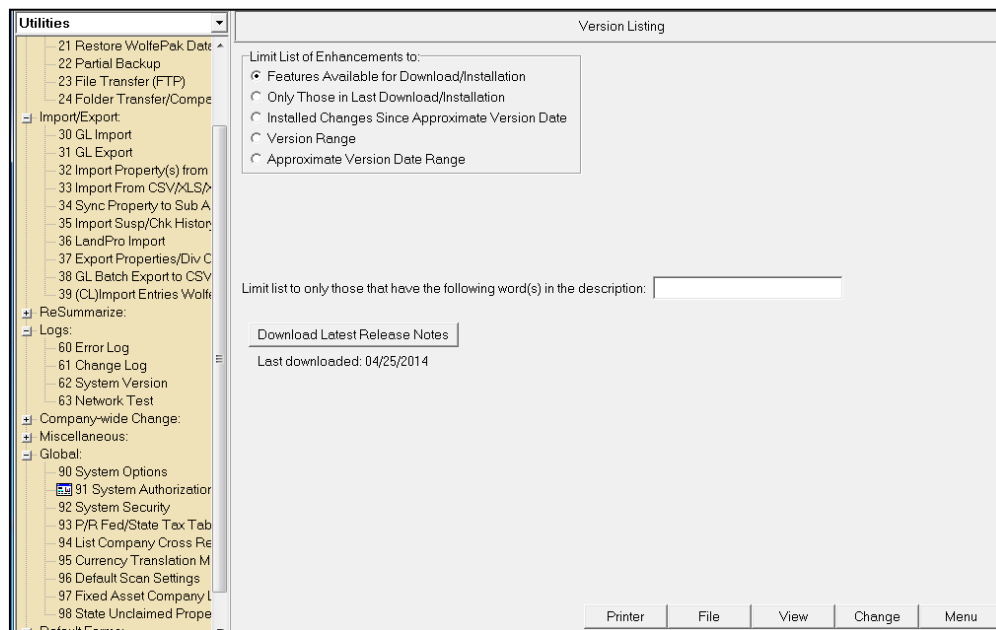 Utilities
21 Restore WolfePak Data
22 Partial Backup
23 File Transfer (FTP)
24 Folder Transfer/Compa
Import/Export:
30 GL Import
31 GL Export
32 Import Property(s) from
33 Import From CSV/XLS/X
34 Sync Property to Sub A
35 Import Susp/Chk History
36 LandPro Import
37 Export Properties/Div O
38 GL Batch Export to CSV
39 (CL)Import Entries Wolfe
ReSummarize:
Logs:
60 Error Log
61 Change Log
62 System Version
63 Network Test
Company-wide Change:
Miscellaneous:
Global:
90 System Options
91 System Authorization
92 System Security
93 P/R Fed/State Tax Tab
94 List Company Cross Re
95 Currency Translation M
96 Default Scan Settings
97 Fixed Asset Company L
98 State Unclaimed Prope
Default Forms:
Version Listing
Limit List of Enhancements to:
Features Available for Download/Installation
Only Those in Last Download/Installation
Installed Changes Since Approximate Version Date
Version Range
Approximate Version Date Range
Limit list to only those that have the following word(s) in the description:
Download Latest Release Notes
Last downloaded: 04/25/2014
Printer
File
View
Change
Menu